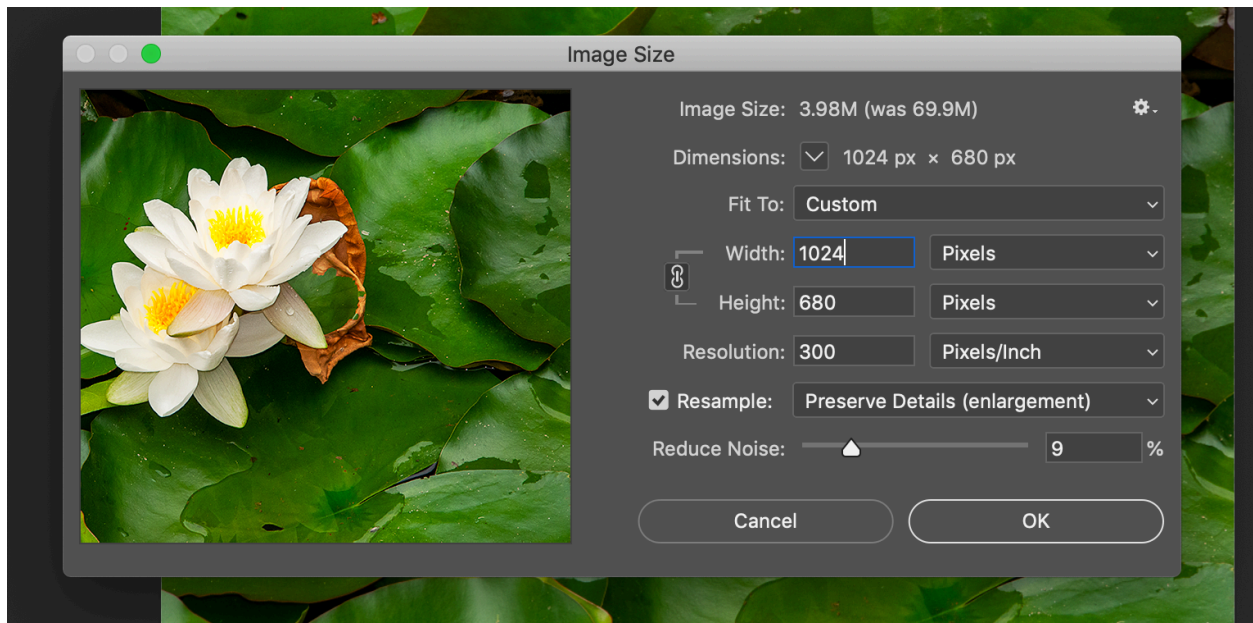 Image Size
Image Size: 3.98M (was 69.9M)
Dimensions: 1024 px × 680 px
Fit To: Custom
Width: 1024 Pixels
Height: 680 Pixels
Resolution: 300 Pixels/Inch
Resample: Preserve Details (enlargement)
Reduce Noise: 9 %
Cancel OK